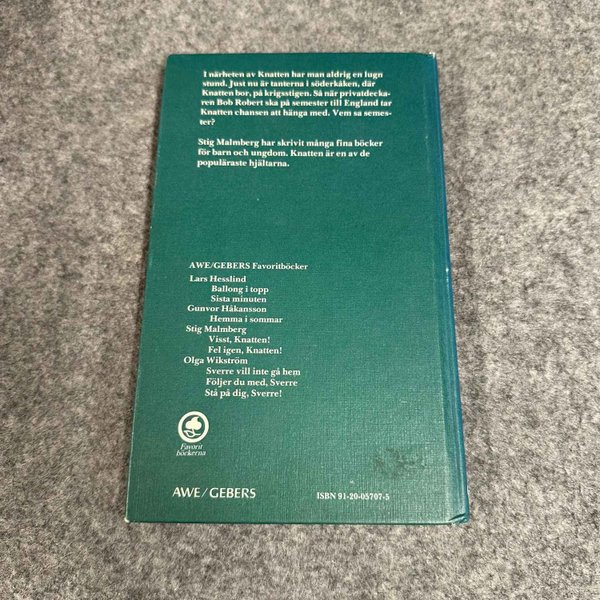 I närheten av Knatten har man aldrig en lugn
stund. Just nu är tanterna i söderkåken, där
Knatten bor, på krigsstigen. Så när privatdecka-
ren Bob Robert ska på semester till England tar
Knatten chansen att hänga med. Vem sa semes-
ter?
Stig Malmberg har skrivit många fina böcker
för barn och ungdom. Knatten är en av de
populäraste hjältarna.
AWE/GEBERS Favoritböcker
Lars Hesslind
Ballong i topp
Sista minuten
Gunvor Håkansson
Hemma i sommar
Stig Malmberg
Visst, Knatten!
Fel igen, Knatten!
Olga Wikström
Sverre vill inte gå hem
Följer du med, Sverre
Stå på dig, Sverre!
Favorit
böckerna
AWE/GEBERS
ISBN 91-20-05707-5